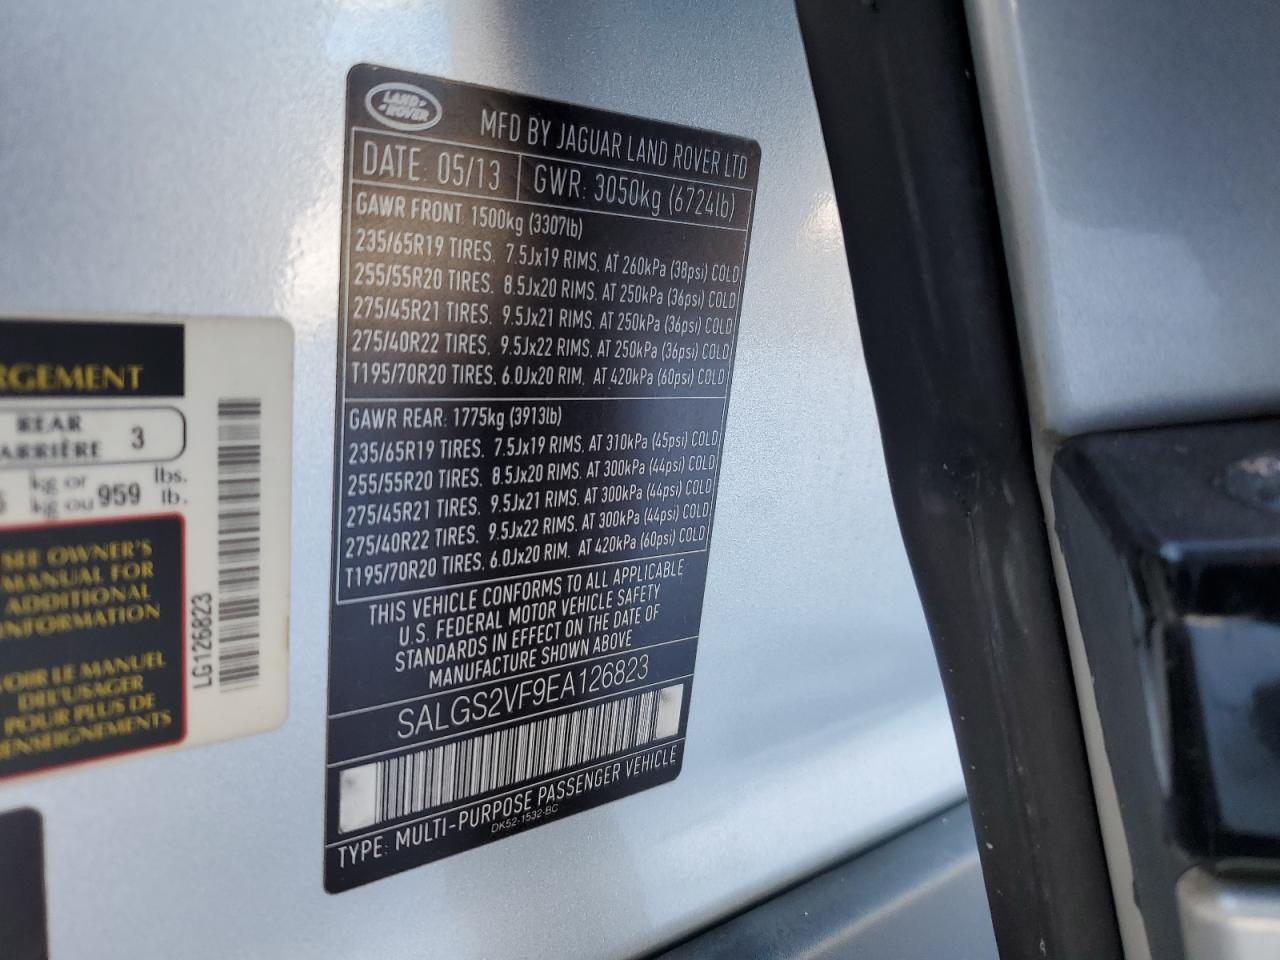 LAND
ROVER
MFD BY JAGUAR LAND ROVER LTD
DATE: 05/13 GWR: 3050kg (6724lb)
GAWR FRONT: 1500kg (3307lb)
235/65R19 TIRES, 7.5Jx19 RIMS, AT 260kPa (38psi) COLD
255/55R20 TIRES, 8.5Jx20 RIMS, AT 250kPa (36psi) COLD
275/45R21 TIRES, 9.5Jx21 RIMS, AT 250kPa (36psi) COLD
275/40R22 TIRES, 9.5Jx22 RIMS, AT 250kPa (36psi) COLD
T195/70R20 TIRES, 6.0Jx20 RIM, AT 420kPa (60psi) COLD
GAWR REAR: 1775kg (3913lb)
235/65R19 TIRES, 7.5Jx19 RIMS, AT 310kPa (45psi) COLD
255/55R20 TIRES, 8.5Jx20 RIMS, AT 300kPa (44psi) COLD
275/45R21 TIRES, 9.5Jx21 RIMS, AT 300kPa (44psi) COLD
275/40R22 TIRES, 9.5Jx22 RIMS, AT 300kPa (44psi) COLD
T195/70R20 TIRES, 6.0Jx20 RIM, AT 420kPa (60psi) COLD
THIS VEHICLE CONFORMS TO ALL APPLICABLE
U.S. FEDERAL MOTOR VEHICLE SAFETY
STANDARDS IN EFFECT ON THE DATE OF
MANUFACTURE SHOWN ABOVE
SALGS2VF9EA126823
TYPE: MULTI-PURPOSE PASSENGER VEHICLE
DK52-1532-BC
RGEMENT
REAR
ARRIÈRE 3
kg or lbs.
kg ou 959 lb.
SEE OWNER'S
MANUAL FOR
ADDITIONAL
INFORMATION
VOIR LE MANUEL
DEL'USAGER
POUR PLUS DE
RENSEIGNEMENTS
LG126823